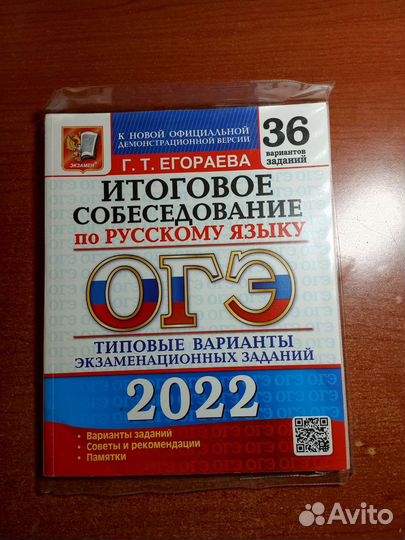 К НОВОЙ ОФИЦИАЛЬНОЙ
ДЕМОНСТРАЦИОННОЙ ВЕРСИИ
ЭКЗАМЕН
36
вариантов
заданий
Г. Т. ЕГОРАЕВА
ИТОГОВОЕ
СОБЕСЕДОВАНИЕ
по РУССКОМУ ЯЗЫКУ
ОГЭ
ТИПОВЫЕ ВАРИАНТЫ
ЭКЗАМЕНАЦИОННЫХ ЗАДАНИЙ
2022
• Варианты заданий
• Советы и рекомендации
• Памятки
Avito